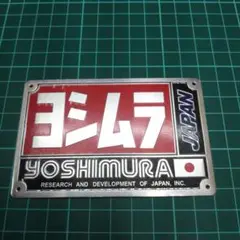 ヨシムラ
JAPAN
YOSHIMURA
RESEARCH AND DEVELOPMENT OF JAPAN, INC.